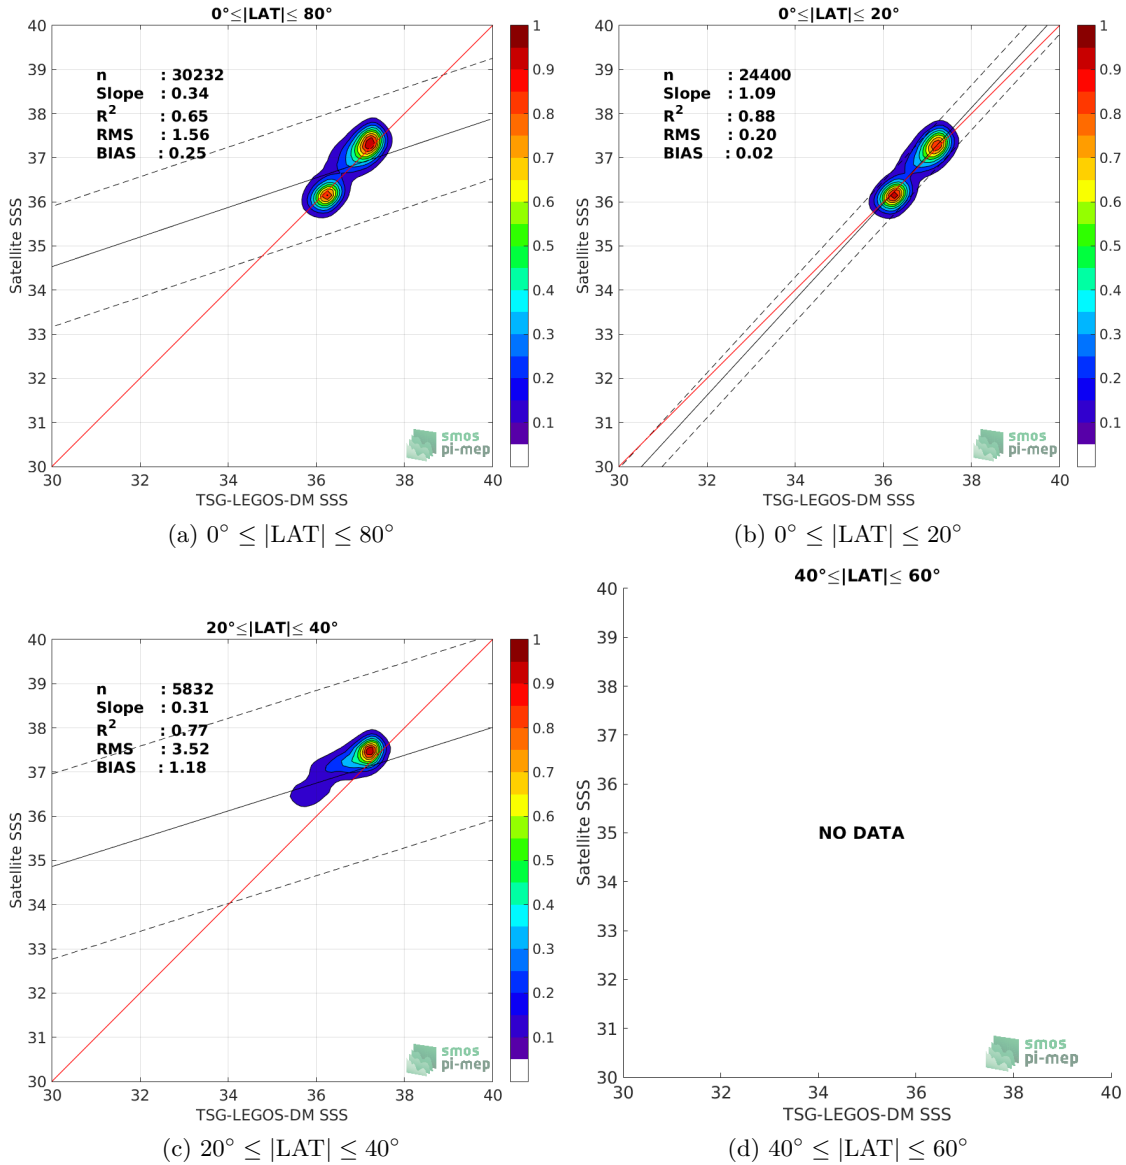 0°≤|LAT|≤ 80°
40
39
38
37
36
35
34
33
32
31
30
30
32
34
36
38
40
Satellite SSS
TSG-LEGOS-DM SSS
n : 30232
Slope : 0.34
R² : 0.65
RMS : 1.56
BIAS : 0.25
1
0.9
0.8
0.7
0.6
0.5
0.4
0.3
0.2
0.1
smos
pi-mep
(a) 0° ≤ |LAT| ≤ 80°
0°≤|LAT|≤ 20°
40
39
38
37
36
35
34
33
32
31
30
30
32
34
36
38
40
Satellite SSS
TSG-LEGOS-DM SSS
n : 24400
Slope : 1.09
R² : 0.88
RMS : 0.20
BIAS : 0.02
1
0.9
0.8
0.7
0.6
0.5
0.4
0.3
0.2
0.1
smos
pi-mep
(b) 0° ≤ |LAT| ≤ 20°
20°≤|LAT|≤ 40°
40
39
38
37
36
35
34
33
32
31
30
30
32
34
36
38
40
Satellite SSS
TSG-LEGOS-DM SSS
n : 5832
Slope : 0.31
R² : 0.77
RMS : 3.52
BIAS : 1.18
1
0.9
0.8
0.7
0.6
0.5
0.4
0.3
0.2
0.1
smos
pi-mep
(c) 20° ≤ |LAT| ≤ 40°
40°≤|LAT|≤ 60°
40
39
38
37
36
35
34
33
32
31
30
30
32
34
36
38
40
Satellite SSS
TSG-LEGOS-DM SSS
NO DATA
smos
pi-mep
(d) 40° ≤ |LAT| ≤ 60°